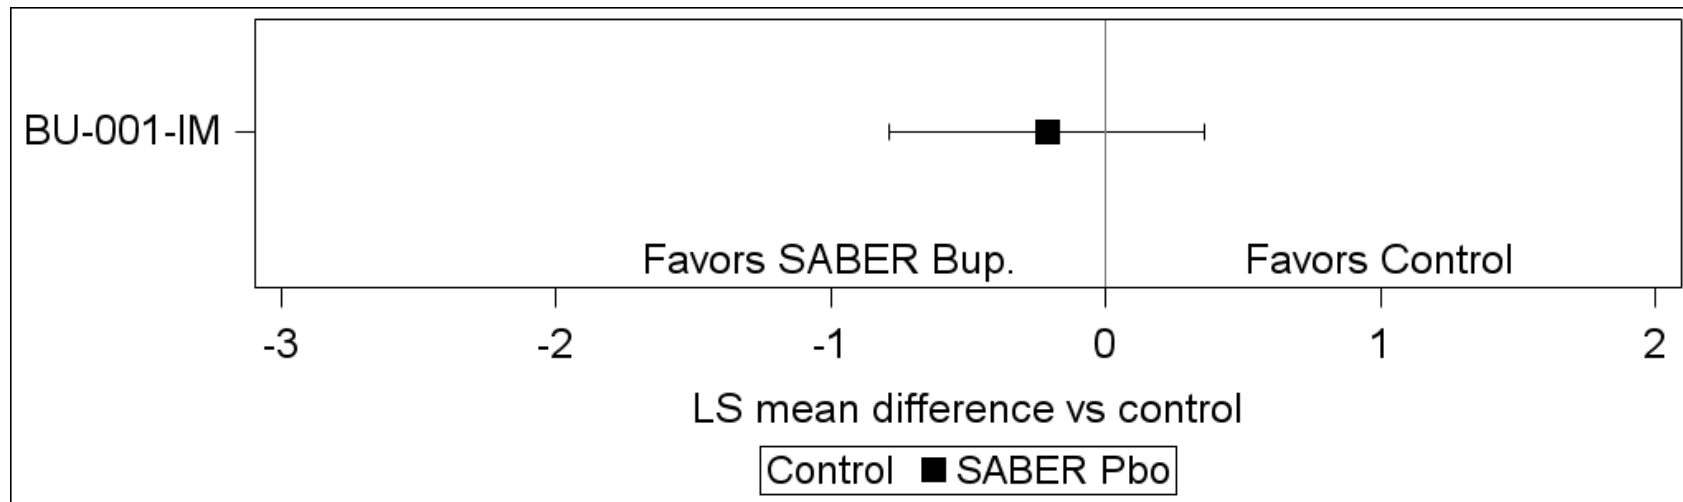 BU-001-IM
Favors SABER Bup. Favors Control
-3 -2 -1 0 1 2
LS mean difference vs control
Control SABER Pbo